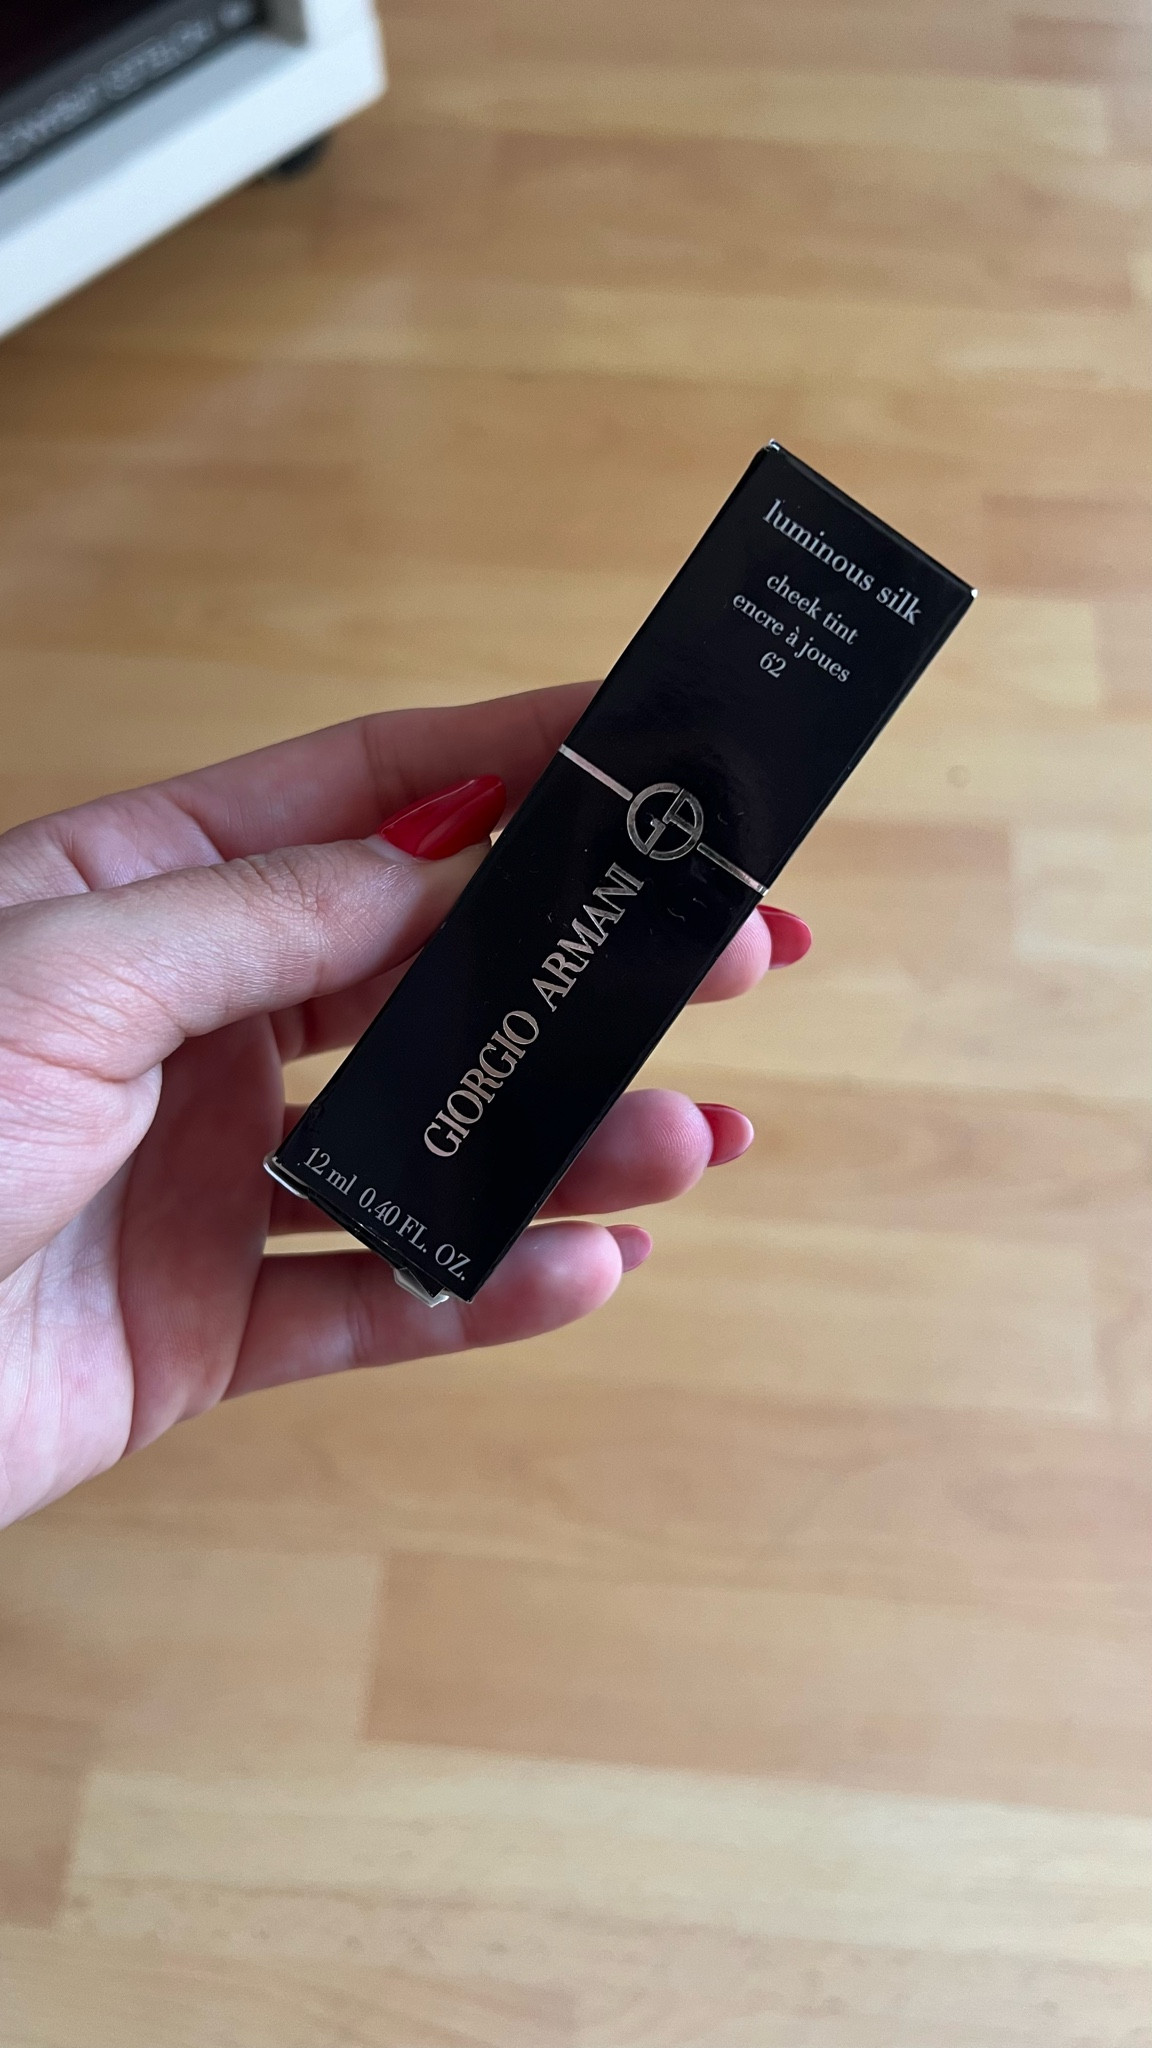 luminous silk
cheek tint
encre à joues
62
GIORGIO ARMANI
12 ml 0.40 FL. OZ.